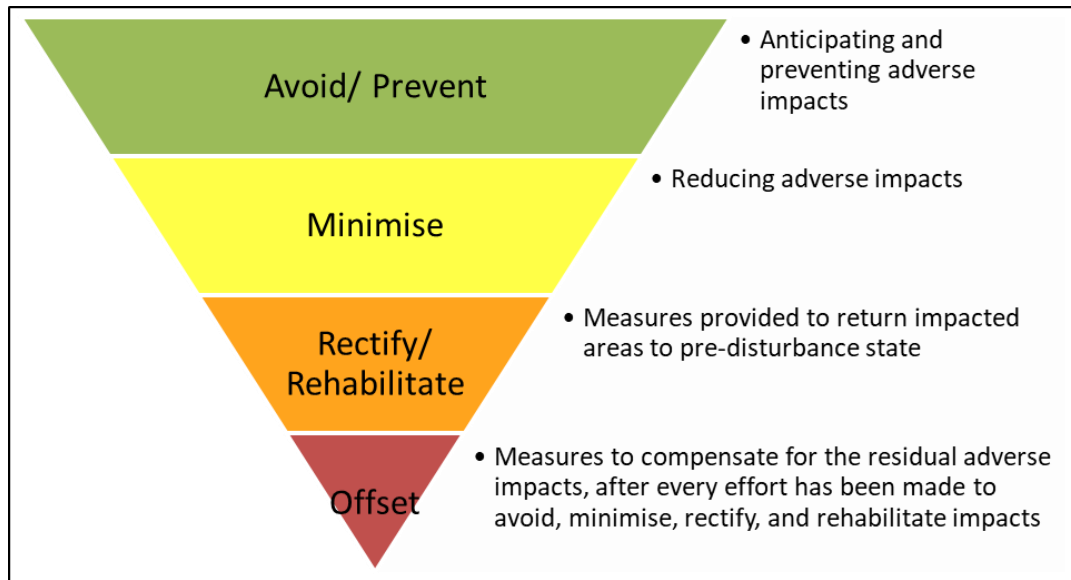 Avoid/ Prevent
• Anticipating and
preventing adverse
impacts
Minimise
• Reducing adverse impacts
Rectify/
Rehabilitate
• Measures provided to return impacted
areas to pre-disturbance state
Offset
• Measures to compensate for the residual adverse
impacts, after every effort has been made to
avoid, minimise, rectify, and rehabilitate impacts